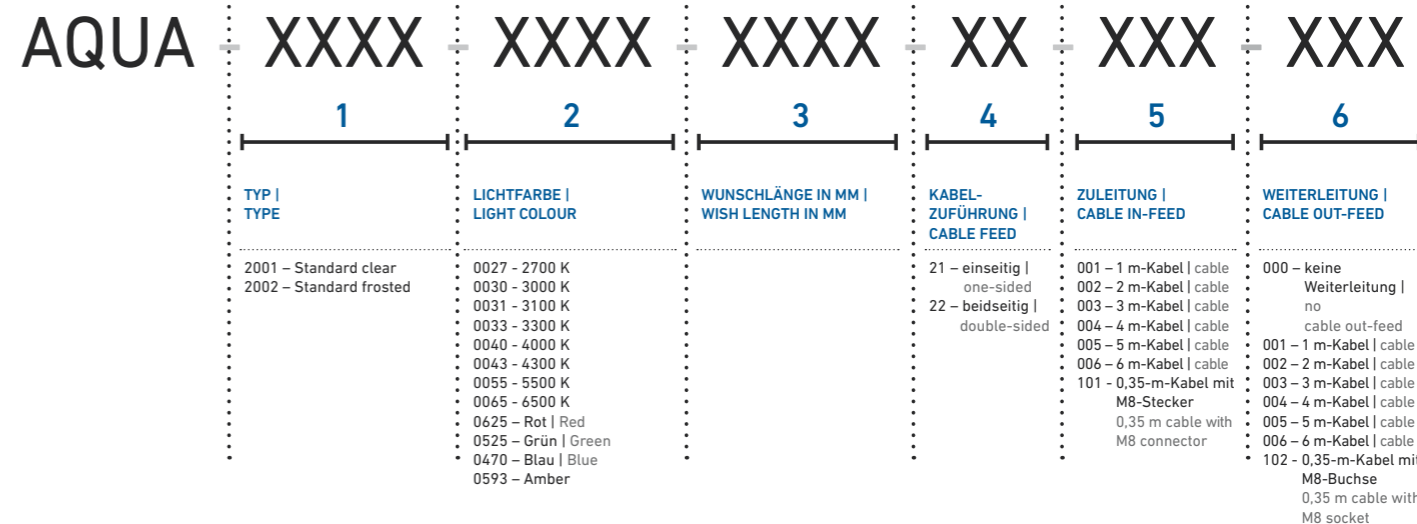 AQUA - XXXX - XXXX - XXXX - XX - XXX - XXX
1 2 3 4 5 6
TYP |
TYPE
2001 – Standard clear
2002 – Standard frosted
LICHTFARBE |
LIGHT COLOUR
0027 - 2700 K
0030 - 3000 K
0031 - 3100 K
0033 - 3300 K
0040 - 4000 K
0043 - 4300 K
0055 - 5500 K
0065 - 6500 K
0625 – Rot | Red
0525 – Grün | Green
0470 – Blau | Blue
0593 – Amber
WUNSCHLÄNGE IN MM |
WISH LENGTH IN MM
KABEL-
ZUFÜHRUNG |
CABLE FEED
21 – einseitig |
one-sided
22 – beidseitig |
double-sided
ZULEITUNG |
CABLE IN-FEED
001 – 1 m-Kabel | cable
002 – 2 m-Kabel | cable
003 – 3 m-Kabel | cable
004 – 4 m-Kabel | cable
005 – 5 m-Kabel | cable
006 – 6 m-Kabel | cable
101 - 0,35-m-Kabel mit
M8-Stecker
0,35 m cable with
M8 connector
WEITERLEITUNG |
CABLE OUT-FEED
000 – keine
Weiterleitung |
no
cable out-feed
001 – 1 m-Kabel | cable
002 – 2 m-Kabel | cable
003 – 3 m-Kabel | cable
004 – 4 m-Kabel | cable
005 – 5 m-Kabel | cable
006 – 6 m-Kabel | cable
102 - 0,35-m-Kabel mit
M8-Buchse
0,35 m cable with
M8 socket